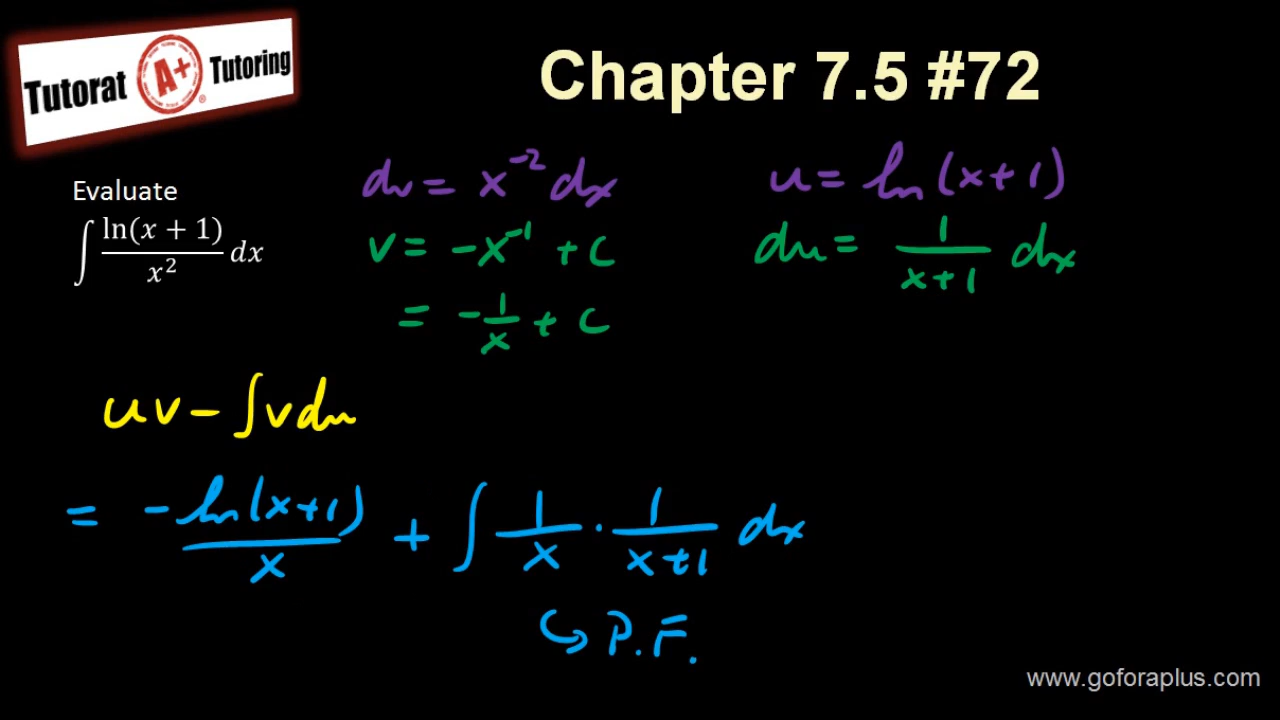 Tutorat A+ Tutoring
Chapter 7.5 #72
Evaluate
∫ ln(x + 1)/x² dx
dv = x⁻² dx
v = -x⁻¹ + c
= -1/x + c
u = ln(x+1)
du = 1/(x+1) dx
uv - ∫v du
= -ln(x+1)/x + ∫ 1/x · 1/(x+1) dx
↪ P.F.
www.goforaplus.com